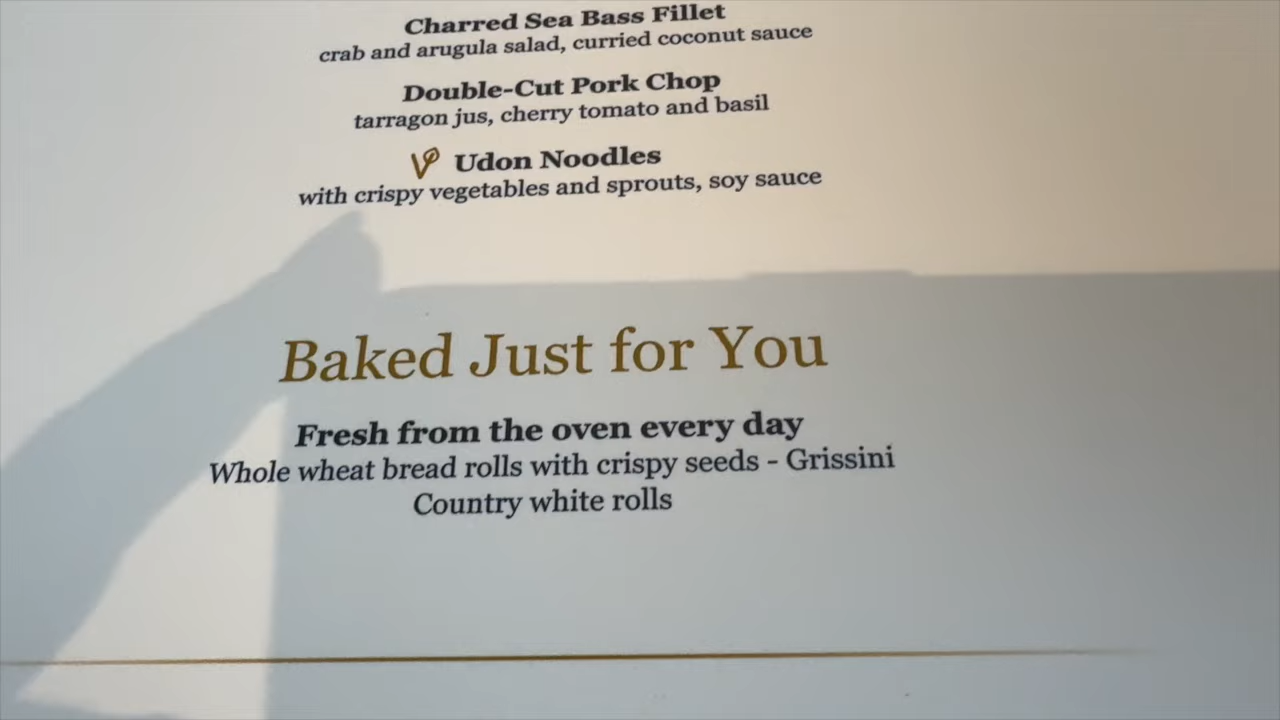 Charred Sea Bass Fillet
crab and arugula salad, curried coconut sauce
Double-Cut Pork Chop
tarragon jus, cherry tomato and basil
Udon Noodles
with crispy vegetables and sprouts, soy sauce
Baked Just for You
Fresh from the oven every day
Whole wheat bread rolls with crispy seeds - Grissini
Country white rolls